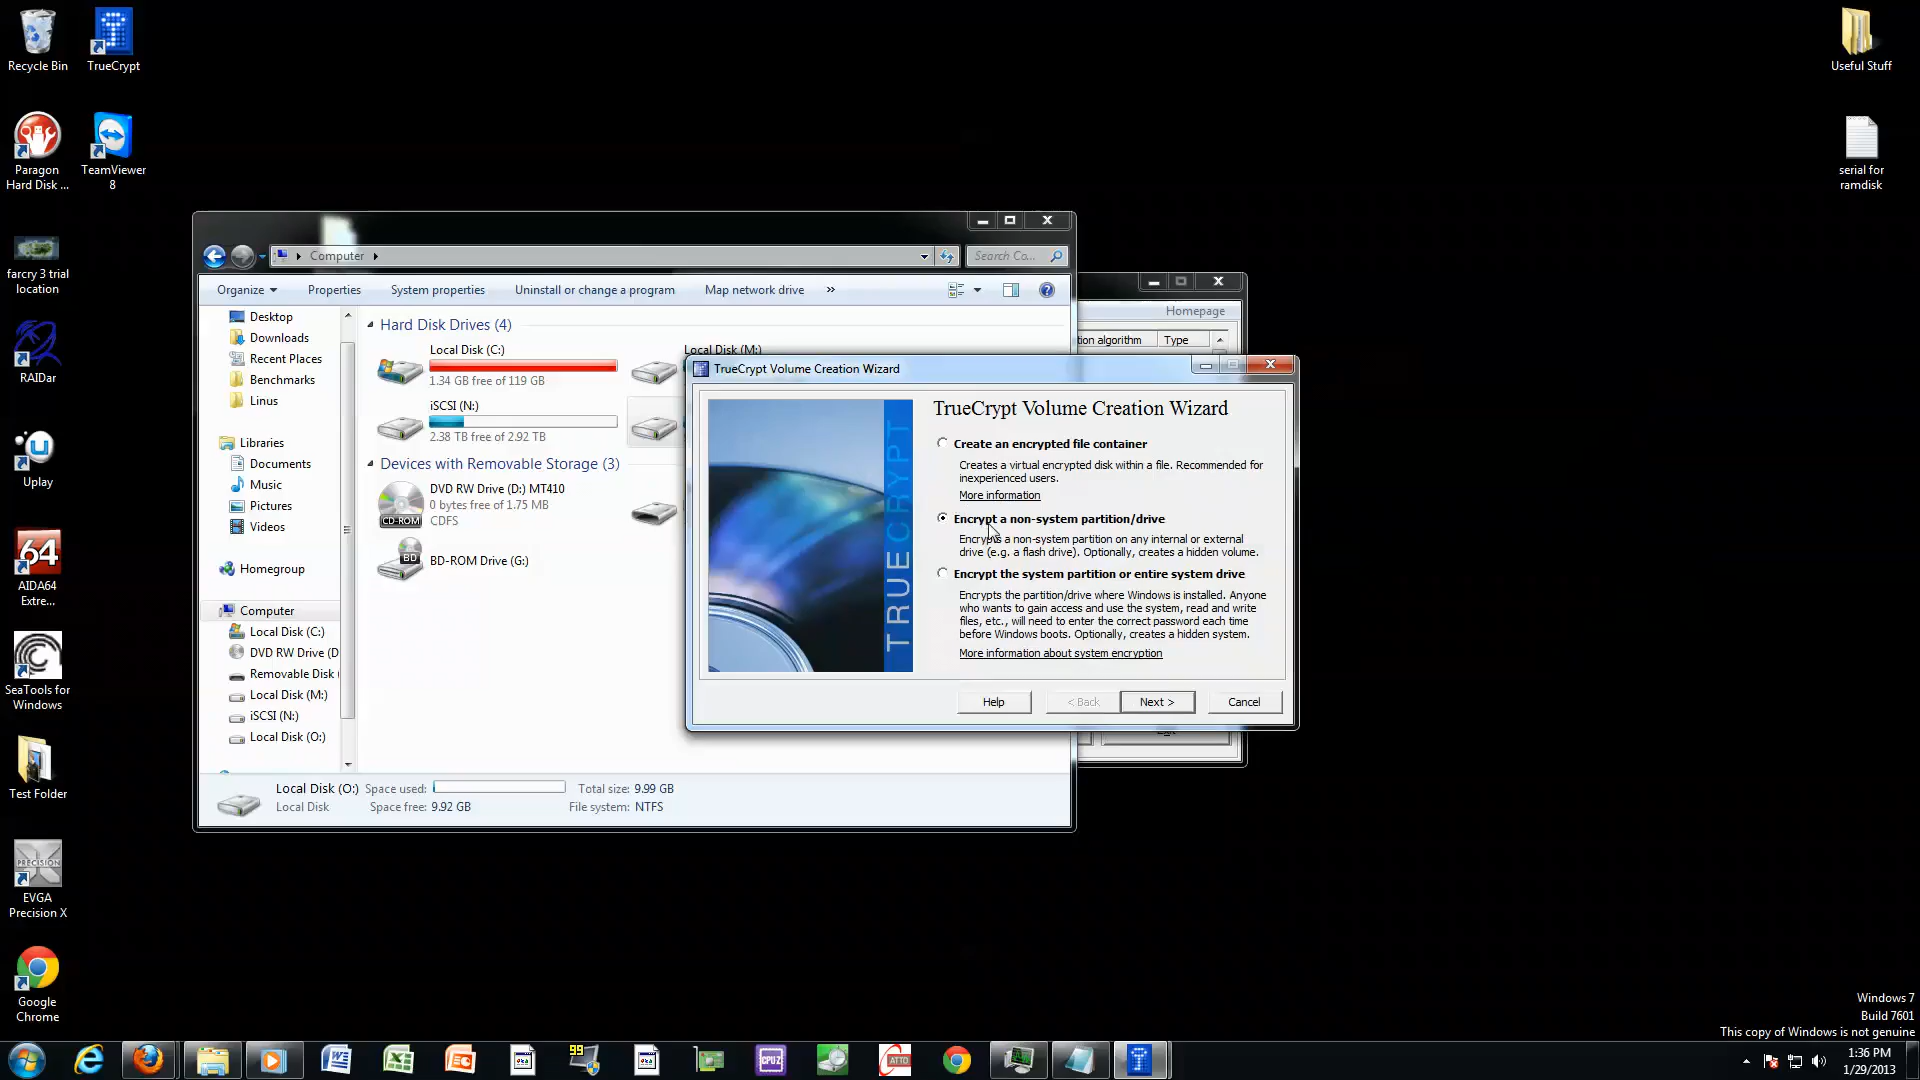 Recycle Bin
TrueCrypt
Paragon
Hard Disk ...
TeamViewer
8
farcry 3 trial
location
RAIDar
Uplay
64
AIDA64
Extre...
SeaTools for
Windows
Test Folder
PRECISION
EVGA
Precision X
Google
Chrome
Useful Stuff
serial for
ramdisk
Computer
Search Co...
Organize
Properties
System properties
Uninstall or change a program
Map network drive
»
Desktop
Downloads
Recent Places
Benchmarks
Linus
Libraries
Documents
Music
Pictures
Videos
Homegroup
Computer
Local Disk (C:)
DVD RW Drive (D
Removable Disk (
Local Disk (M:)
iSCSI (N:)
Local Disk (O:)
Hard Disk Drives (4)
Local Disk (C:)
1.34 GB free of 119 GB
Local Disk (M:)
iSCSI (N:)
2.38 TB free of 2.92 TB
Devices with Removable Storage (3)
CD-ROM
DVD RW Drive (D:) MT410
0 bytes free of 1.75 MB
CDFS
BD
BD-ROM Drive (G:)
Local Disk (O:) Space used: Total size: 9.99 GB
Local Disk Space free: 9.92 GB File system: NTFS
Homepage
tion algorithm Type
TrueCrypt Volume Creation Wizard
TRUECRYPT
TrueCrypt Volume Creation Wizard
Create an encrypted file container
Creates a virtual encrypted disk within a file. Recommended for
inexperienced users.
More information
Encrypt a non-system partition/drive
Encrypts a non-system partition on any internal or external
drive (e.g. a flash drive). Optionally, creates a hidden volume.
Encrypt the system partition or entire system drive
Encrypts the partition/drive where Windows is installed. Anyone
who wants to gain access and use the system, read and write
files, etc., will need to enter the correct password each time
before Windows boots. Optionally, creates a hidden system.
More information about system encryption
Help
< Back
Next >
Cancel
Windows 7
Build 7601
This copy of Windows is not genuine
99
CPU-Z
ATTO
1:36 PM
1/29/2013